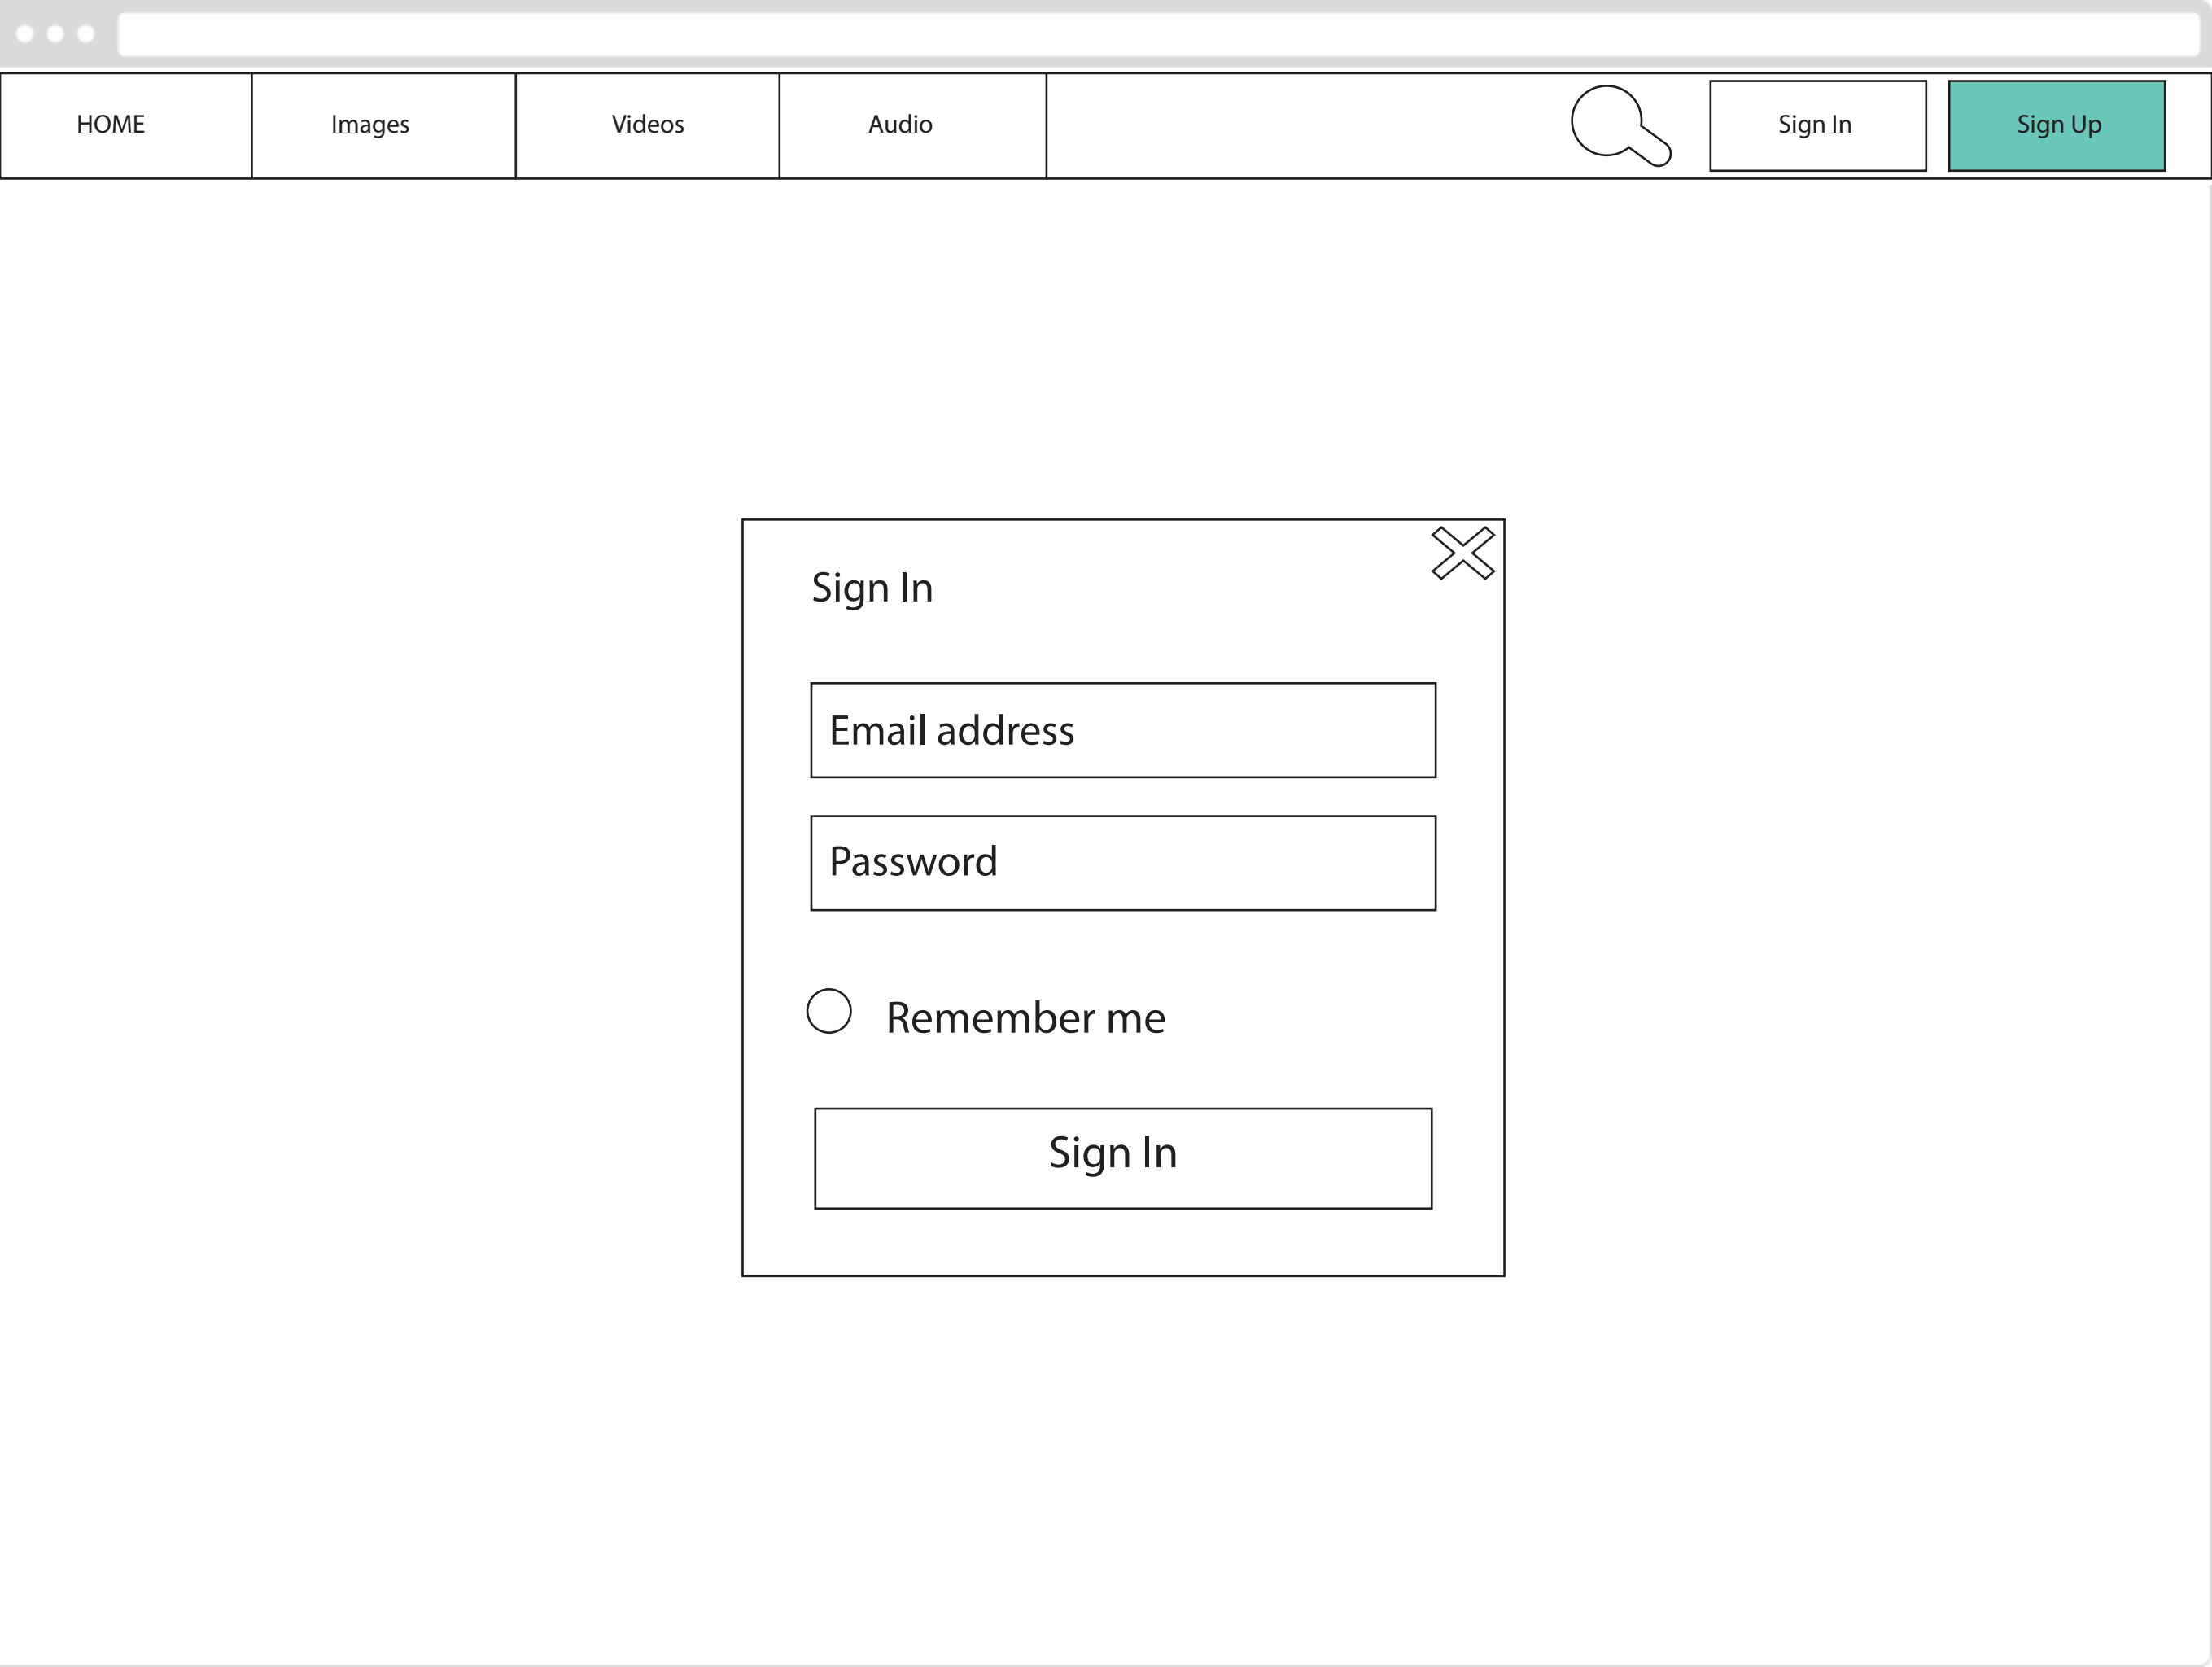 HOME
Images
Videos
Audio
Sign In
Sign Up
Sign In
Email address
Password
Remember me
Sign In